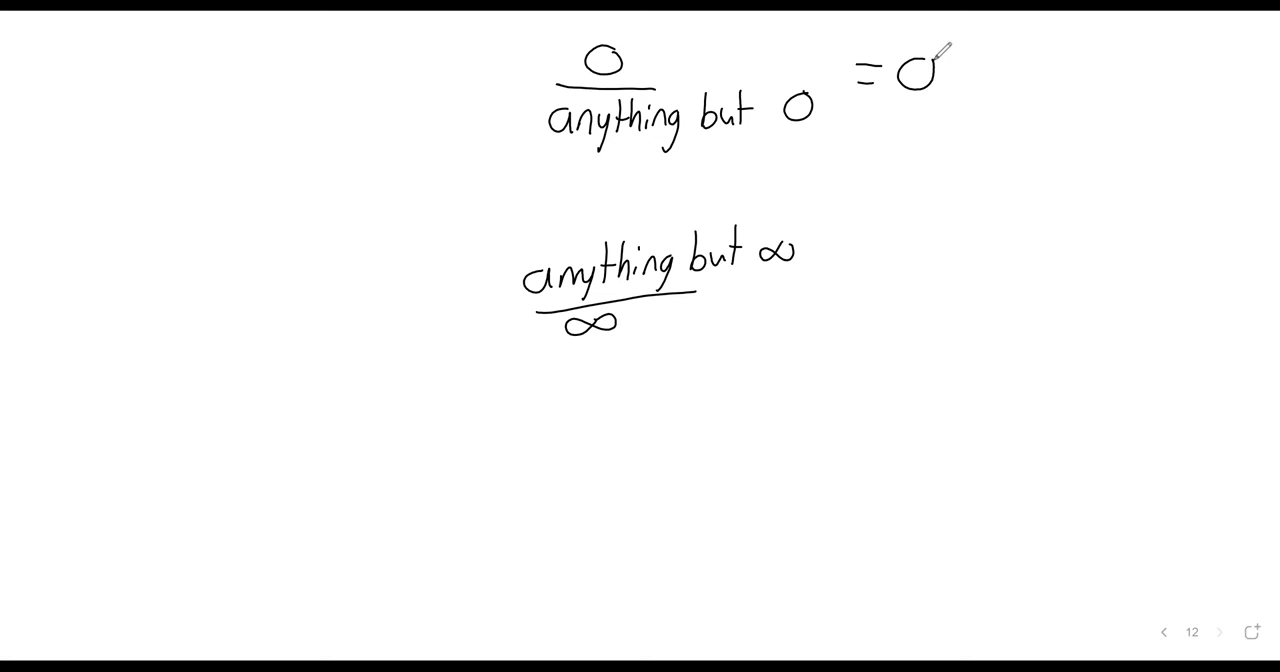 0
anything but 0 = 0
anything but ∞
∞
12